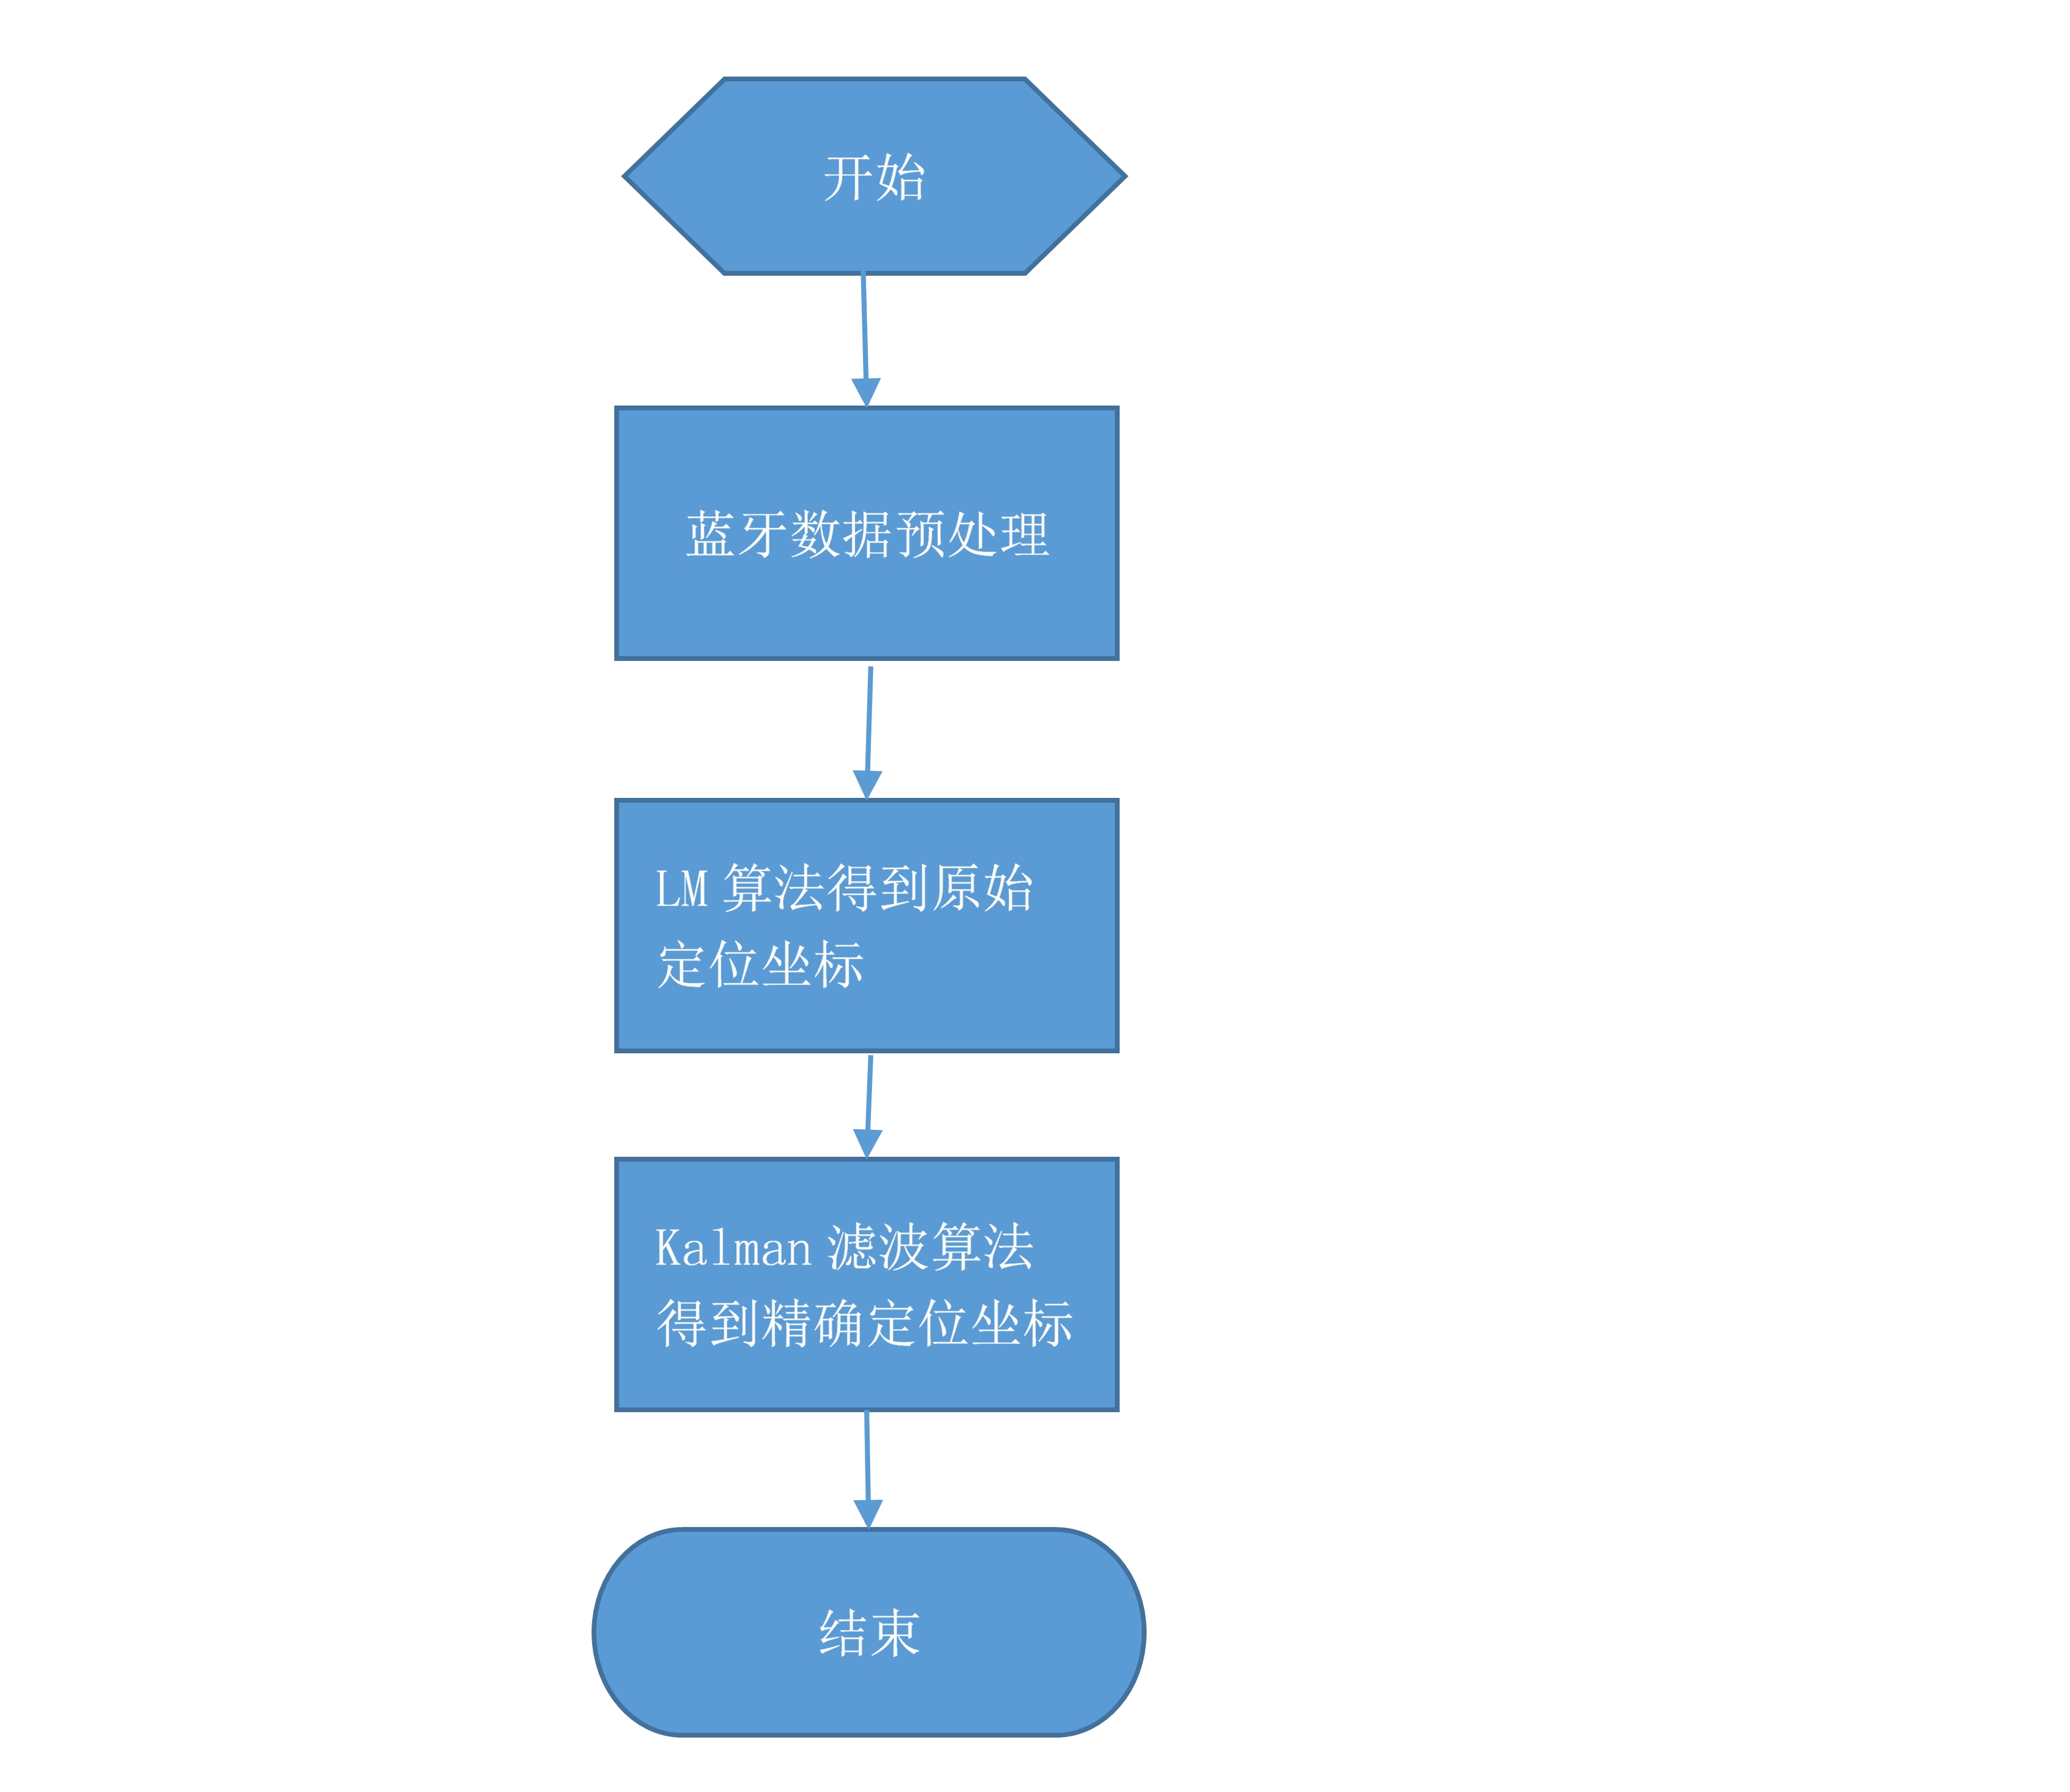 开始
蓝牙数据预处理
LM 算法得到原始
定位坐标
Kalman 滤波算法
得到精确定位坐标
结束